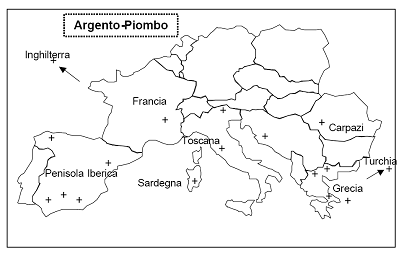 Argento-Piombo
Inghilterra
Francia
Carpazi
Toscana
Turchia
Penisola Iberica
Sardegna
Grecia